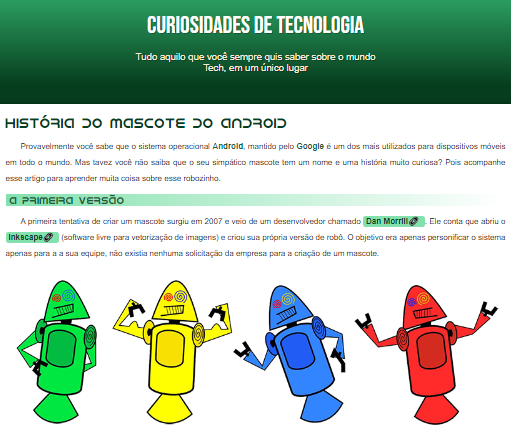 CURIOSIDADES DE TECNOLOGIA
Tudo aquilo que você sempre quis saber sobre o mundo
Tech, em um único lugar
HISTÓRIA DO MASCOTE DO ANDROID
Provavelmente você sabe que o sistema operacional Android, mantido pelo Google é um dos mais utilizados para dispositivos móveis
em todo o mundo. Mas tavez você não saiba que o seu simpático mascote tem um nome e uma história muito curiosa? Pois acompanhe
esse artigo para aprender muita coisa sobre esse robozinho.
A PRIMEIRA VERSÃO
A primeira tentativa de criar um mascote surgiu em 2007 e veio de um desenvolvedor chamado Dan Morrill. Ele conta que abriu o
Inkscape (software livre para vetorização de imagens) e criou sua própria versão de robô. O objetivo era apenas personificar o sistema
apenas para a a sua equipe, não existia nenhuma solicitação da empresa para a criação de um mascote.